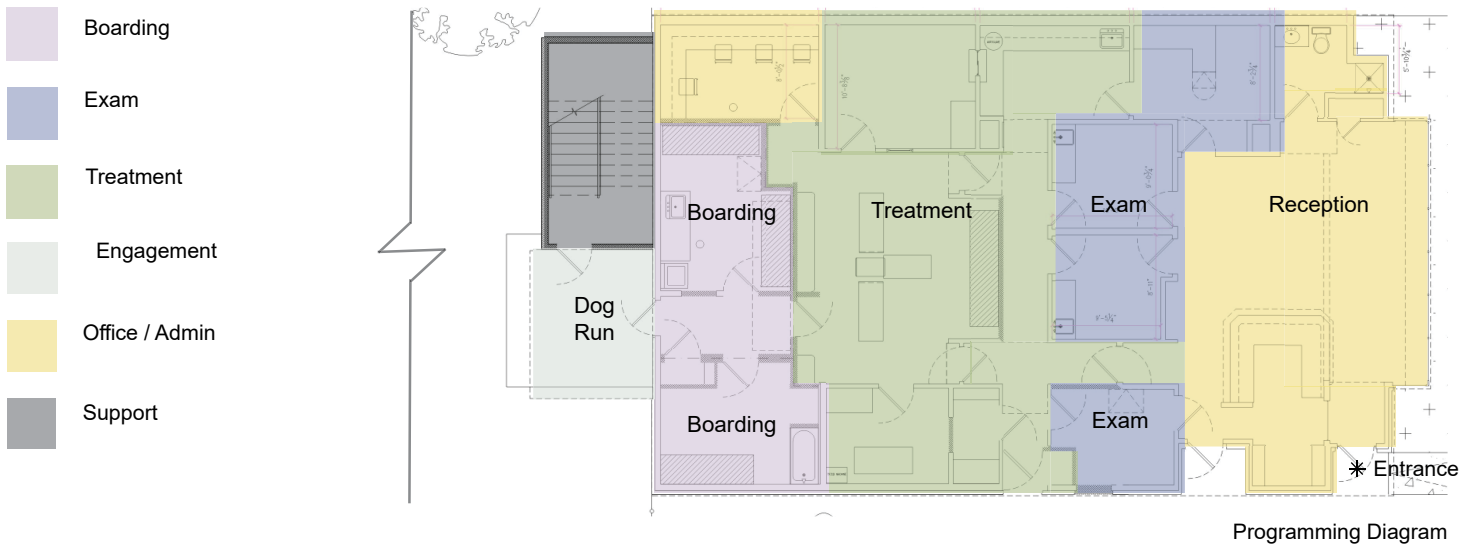 Boarding
Exam
Treatment
Engagement
Office / Admin
Support
Boarding
Treatment
Exam
Reception
Dog
Run
Boarding
Exam
Entrance
Programming Diagram